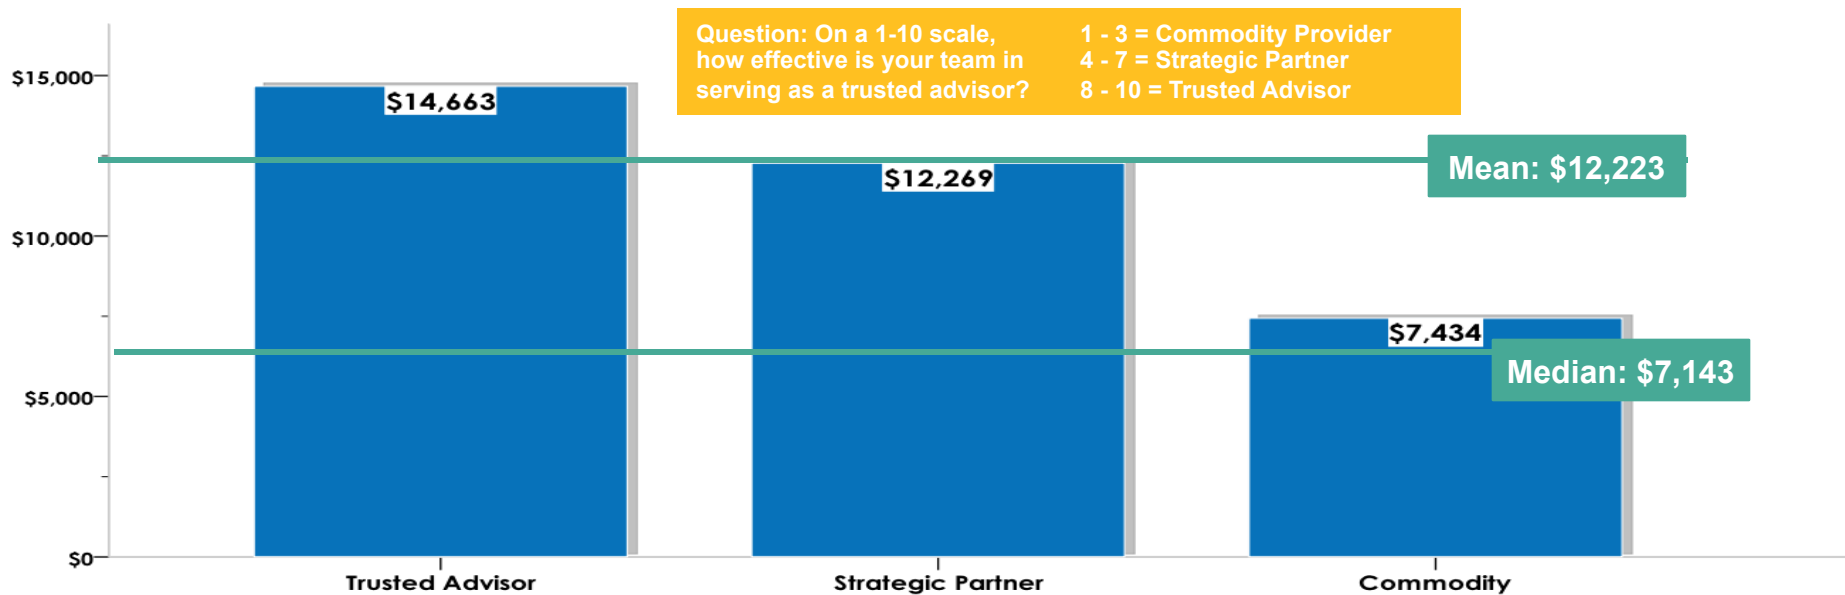 Question: On a 1-10 scale,
how effective is your team in
serving as a trusted advisor?
1 - 3 = Commodity Provider
4 - 7 = Strategic Partner
8 - 10 = Trusted Advisor
$15,000
$10,000
$5,000
$0
$14,663
$12,269
$7,434
Mean: $12,223
Median: $7,143
Trusted Advisor
Strategic Partner
Commodity